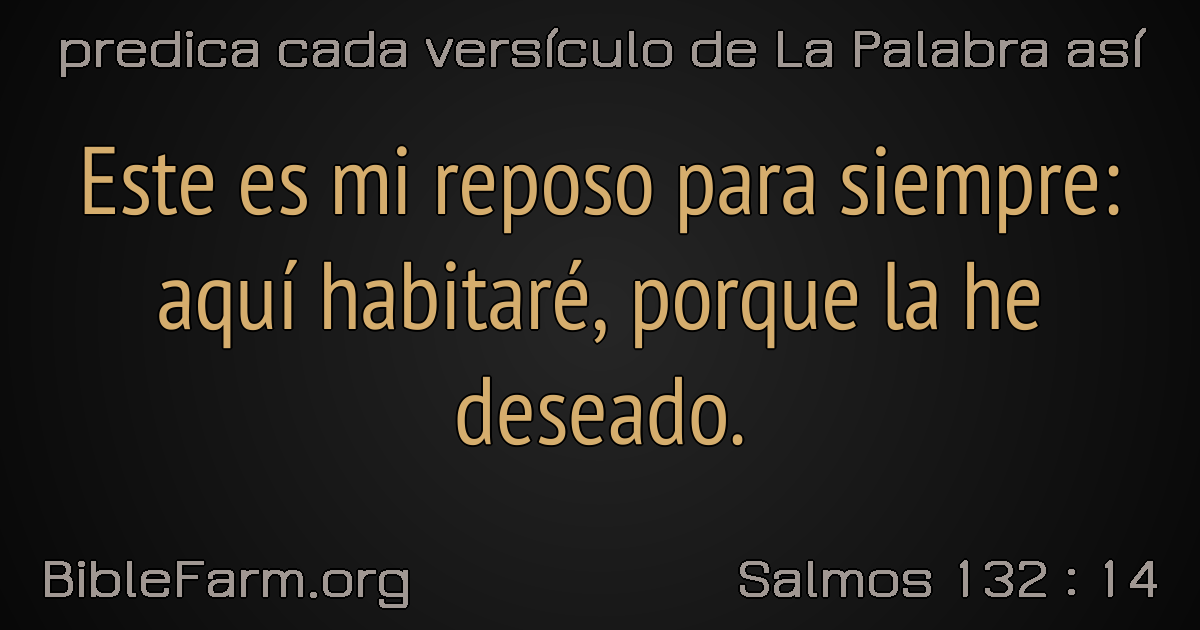 predica cada versículo de La Palabra así
Este es mi reposo para siempre:
aquí habitaré, porque la he
deseado.
BibleFarm.org
Salmos 132 : 14